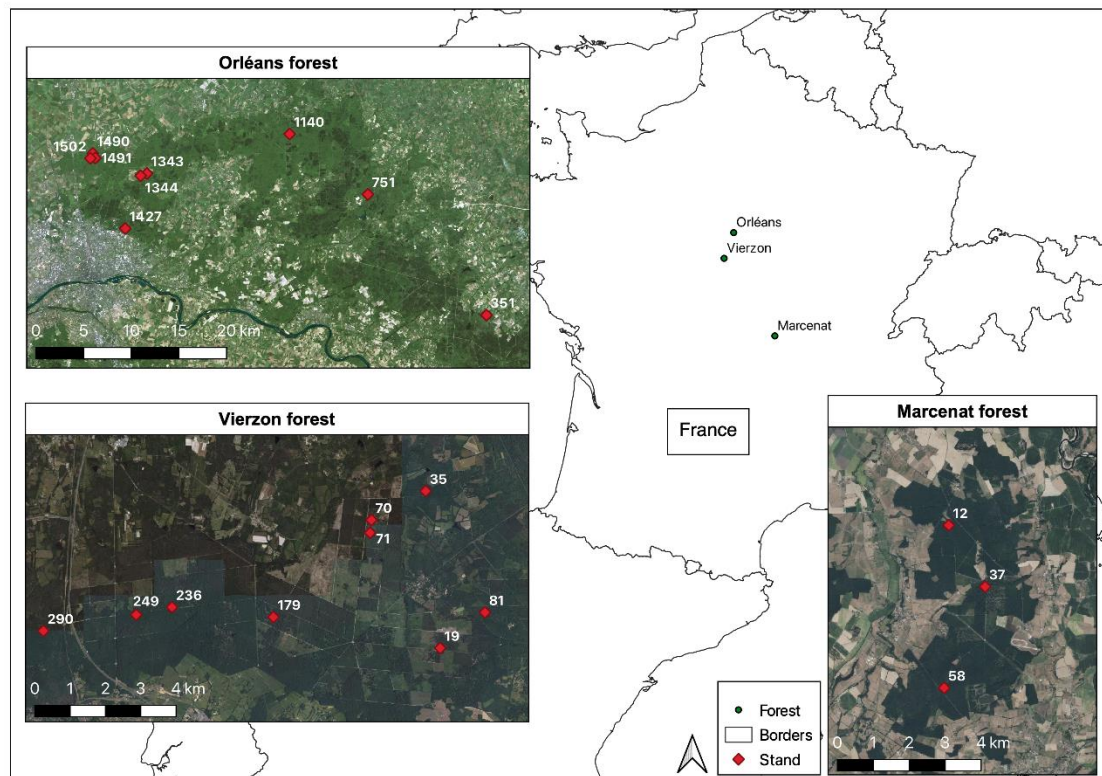 Orléans forest
1140
1490
1502
1491
1343
1344
751
1427
351
0 5 10 15 20 km
Orléans
Vierzon
Marcenat
France
Vierzon forest
35
70
71
236
249
179
81
290
19
0 1 2 3 4 km
Marcenat forest
12
37
58
0 1 2 3 4 km
Forest
Borders
Stand